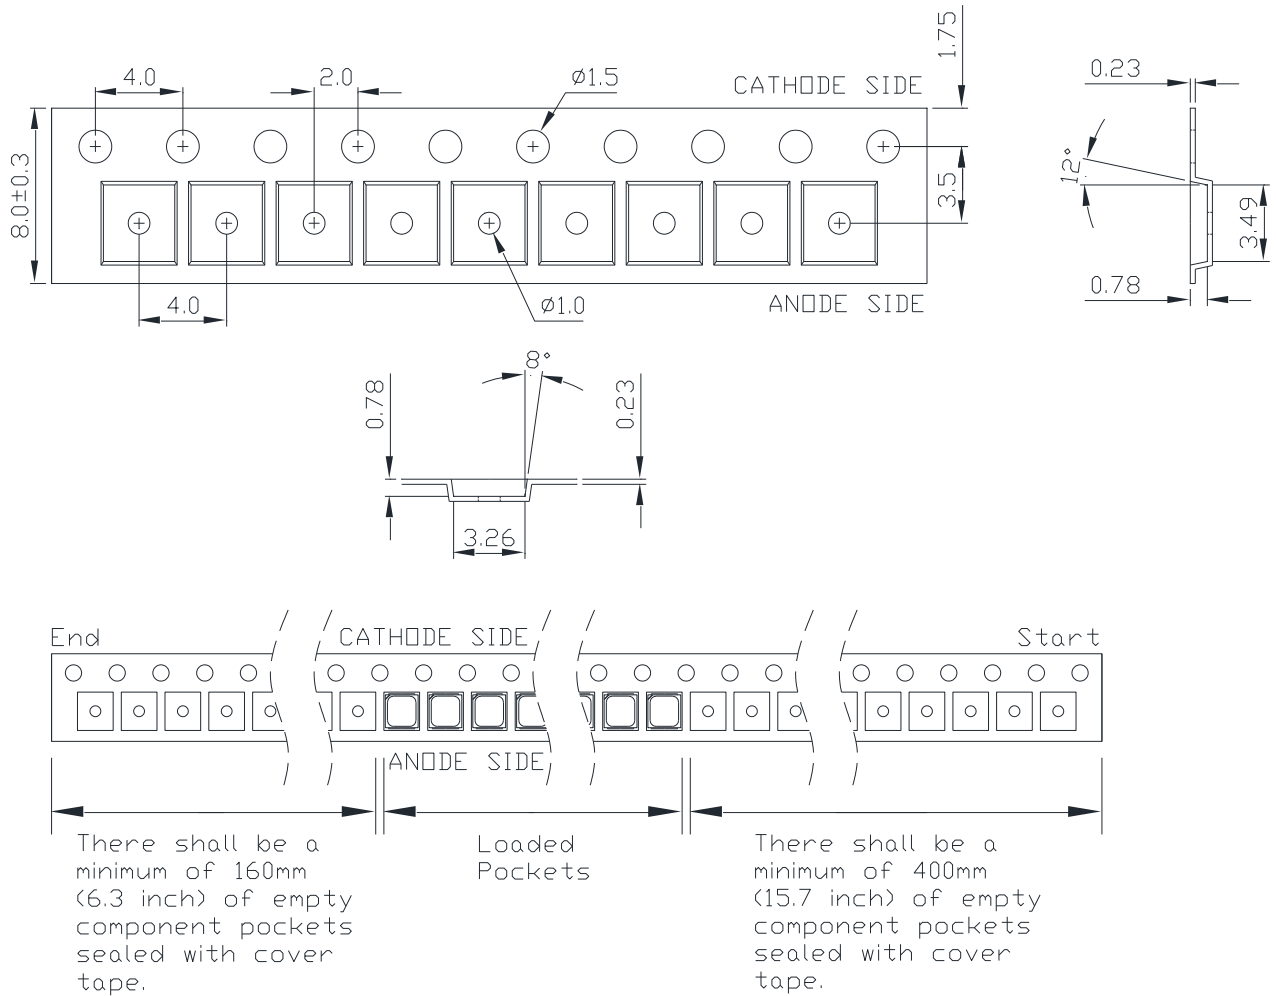 4.0
2.0
ø1.5
CATHODE SIDE
1.75
0.23
8.0±0.3
3.5
12°
3.49
4.0
ø1.0
ANODE SIDE
0.78
8°
0.78
0.23
3.26
End
CATHODE SIDE
Start
ANODE SIDE
There shall be a
minimum of 160mm
(6.3 inch) of empty
component pockets
sealed with cover
tape.
Loaded
Pockets
There shall be a
minimum of 400mm
(15.7 inch) of empty
component pockets
sealed with cover
tape.